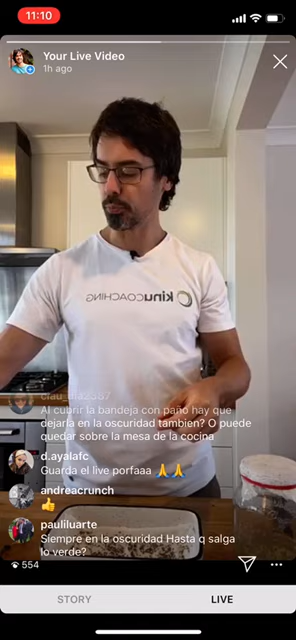 11:10
Your Live Video
1h ago
kinuCOACHING
Al cubrir la bandeja con paño hay que
dejarla en la oscuridad tambien? O puede
quedar sobre la mesa de la cocina
d.ayalafc
Guarda el live porfaaa 🙏🙏
andreacrunch
👍
pauliluarte
Siempre en la oscuridad Hasta q salga
lo verde?
554
STORY LIVE